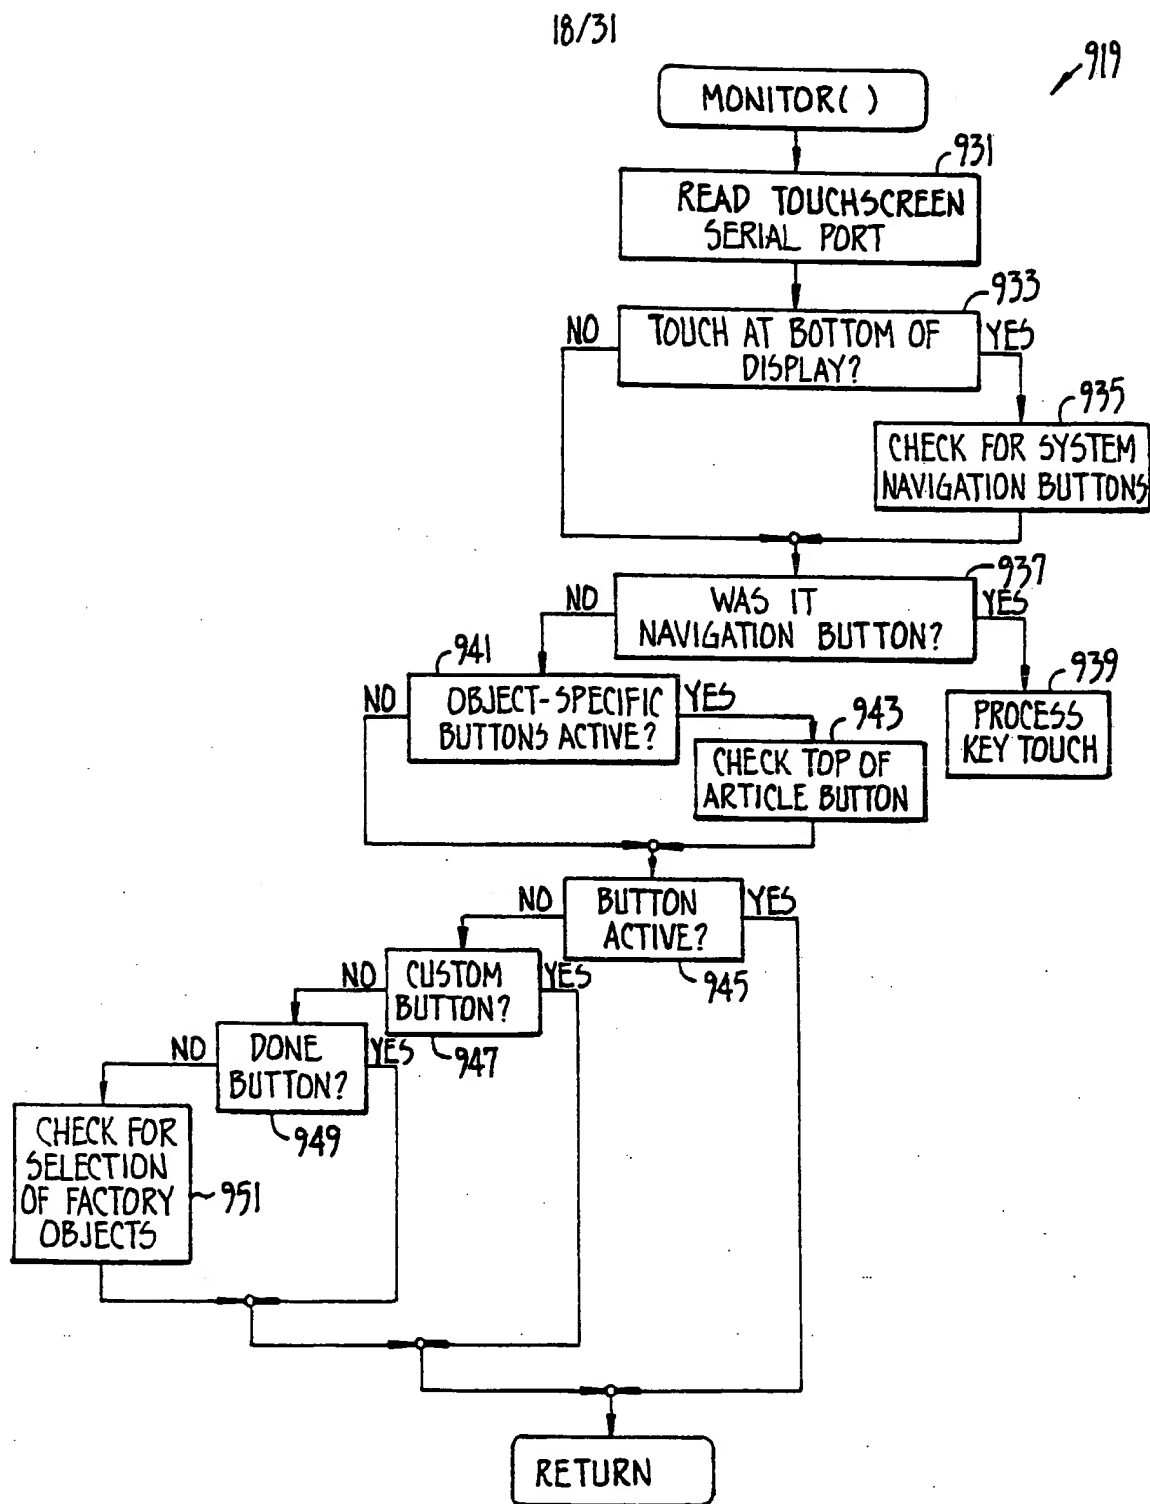 18/31
919
MONITOR( )
931
READ TOUCHSCREEN
SERIAL PORT
933
NO
TOUCH AT BOTTOM OF
DISPLAY?
YES
935
CHECK FOR SYSTEM
NAVIGATION BUTTONS
937
NO
WAS IT
NAVIGATION BUTTON?
YES
939
PROCESS
KEY TOUCH
941
NO
OBJECT-SPECIFIC
BUTTONS ACTIVE?
YES
943
CHECK TOP OF
ARTICLE BUTTON
NO
BUTTON
ACTIVE?
YES
945
NO
CUSTOM
BUTTON?
YES
947
NO
DONE
BUTTON?
YES
949
CHECK FOR
SELECTION
OF FACTORY
OBJECTS
951
RETURN